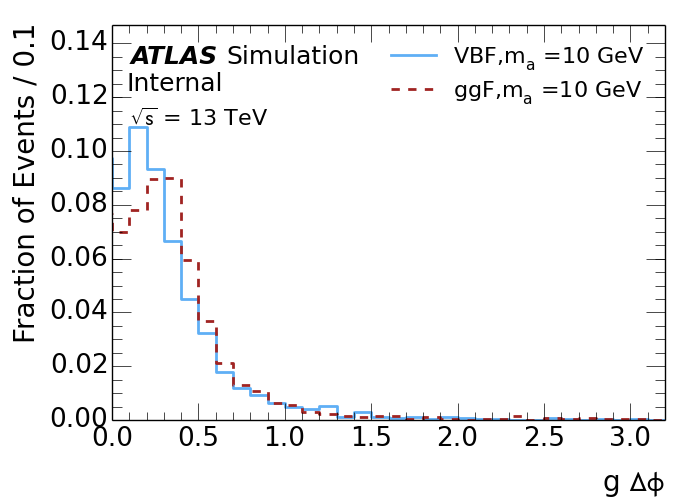 0.14
0.12
0.10
0.08
0.06
0.04
0.02
0.00
Fraction of Events / 0.1
ATLAS Simulation
Internal
√s = 13 TeV
VBF,mₐ =10 GeV
ggF,mₐ =10 GeV
0.0 0.5 1.0 1.5 2.0 2.5 3.0
g Δϕ